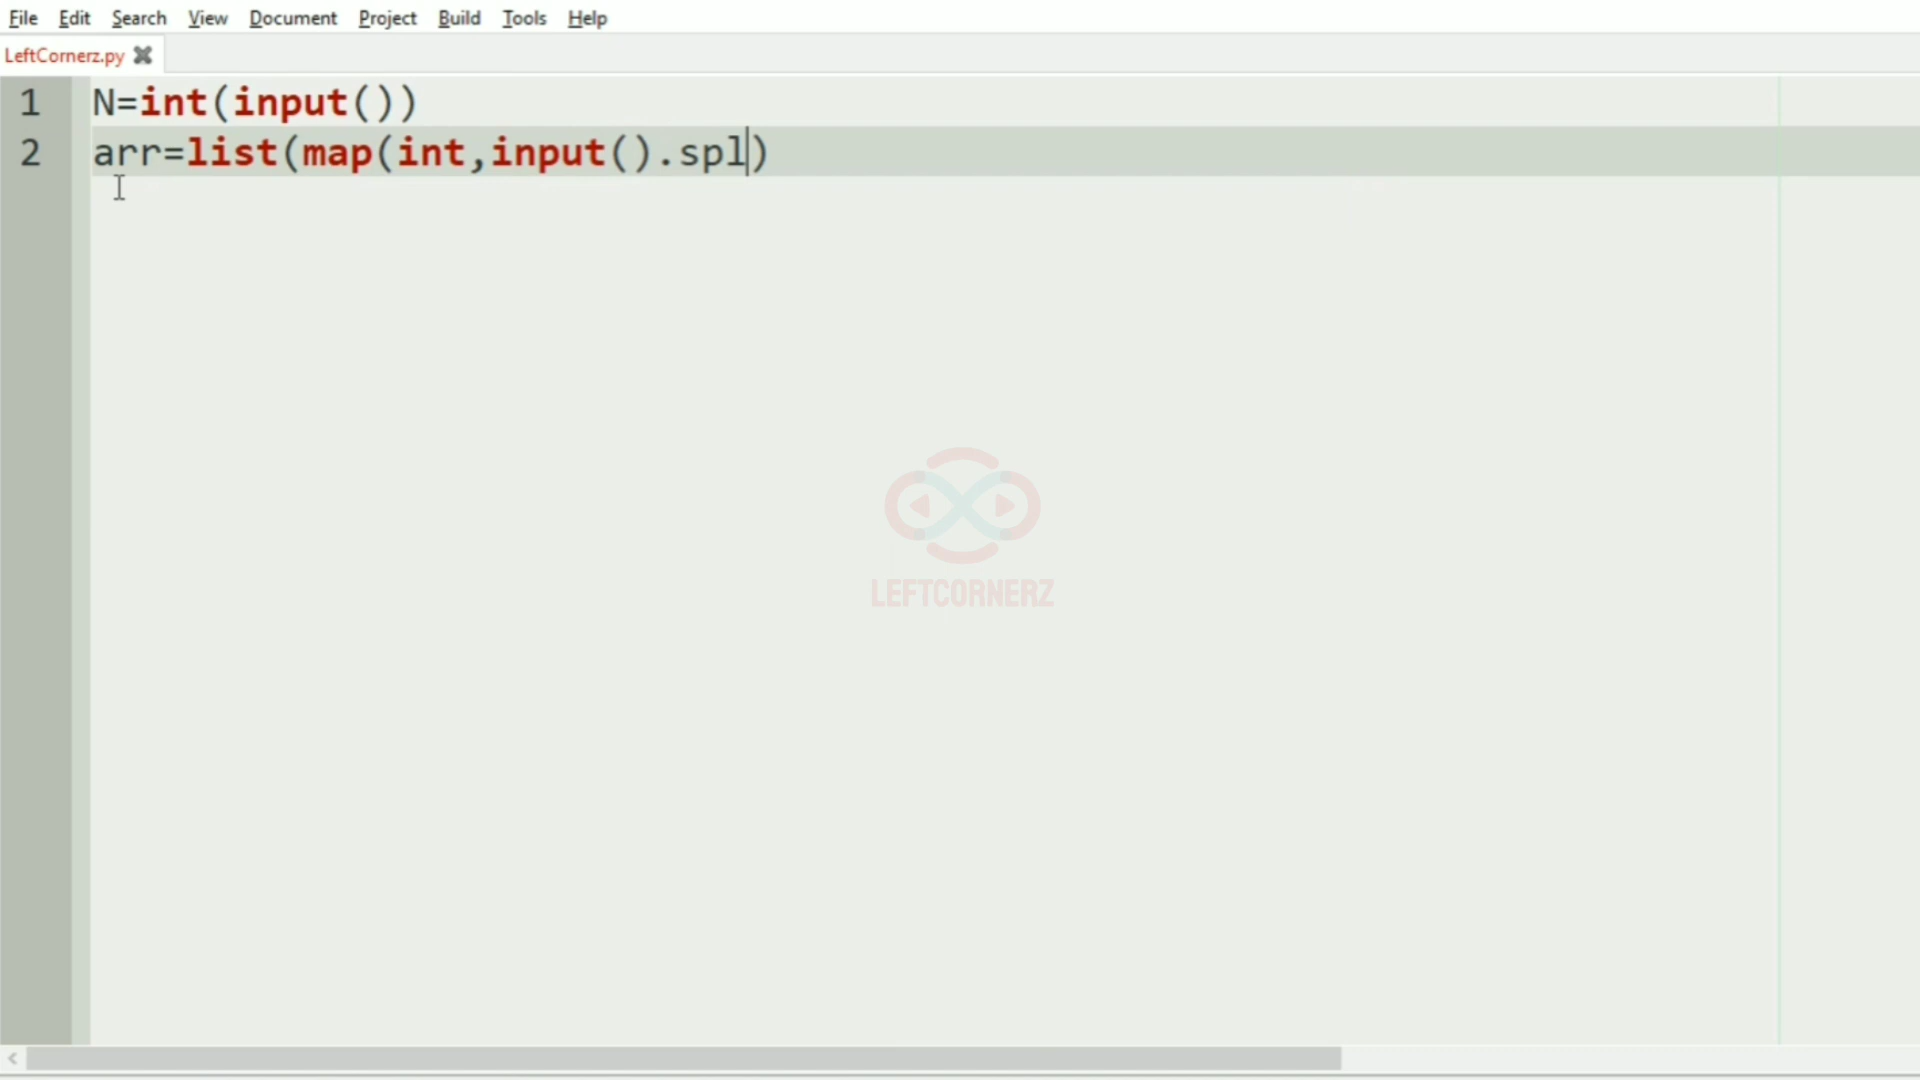 File Edit Search View Document Project Build Tools Help
LeftCornerz.py
1 N=int(input())
2 arr=list(map(int,input().spl)
LEFTCORNERZ